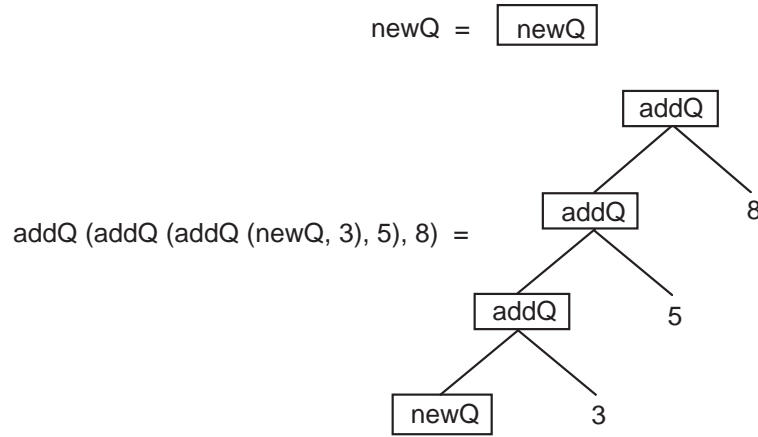 newQ = newQ
addQ
addQ (addQ (addQ (newQ, 3), 5), 8) = addQ 8
addQ 5
newQ 3